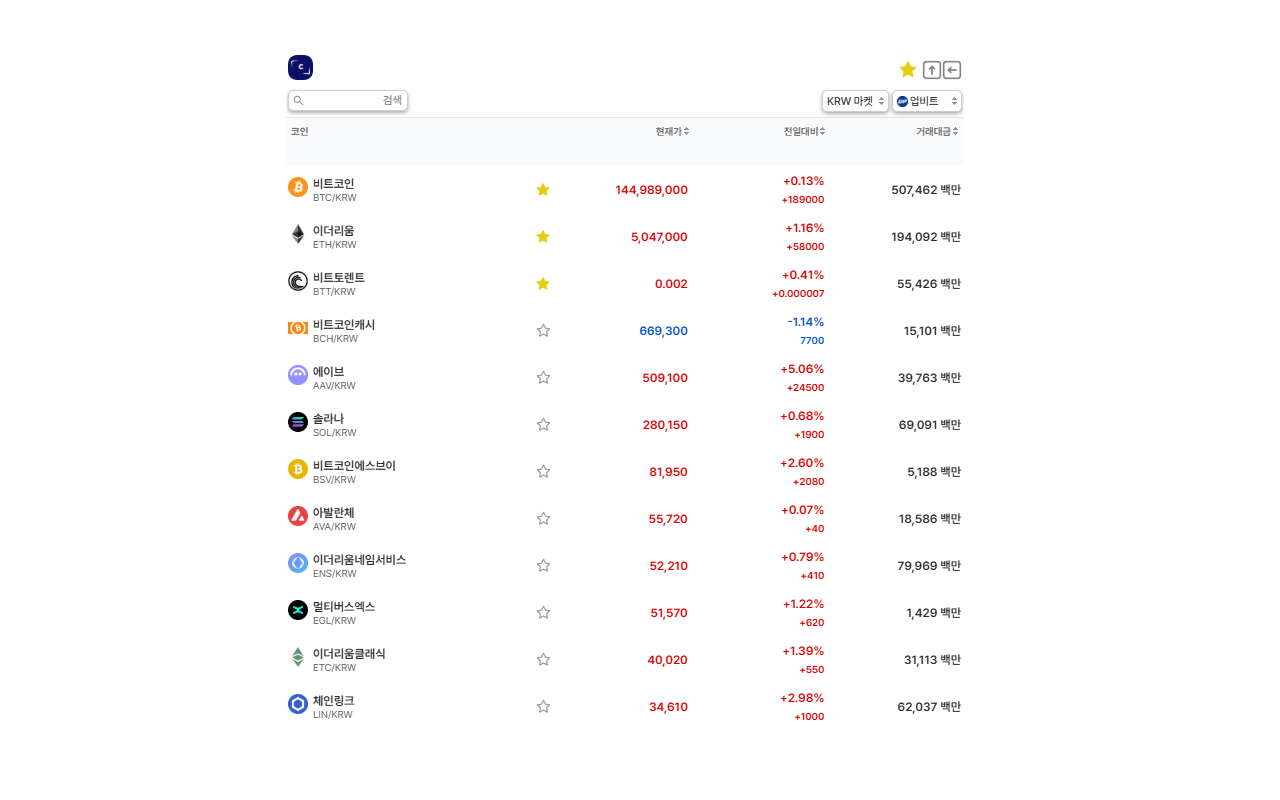 C
검색
KRW 마켓
업비트
코인 현재가 전일대비 거래대금
비트코인
BTC/KRW
144,989,000
+0.13%
+189000
507,462 백만
이더리움
ETH/KRW
5,047,000
+1.16%
+58000
194,092 백만
비트토렌트
BTT/KRW
0.002
+0.41%
+0.000007
55,426 백만
비트코인캐시
BCH/KRW
669,300
-1.14%
7700
15,101 백만
에이브
AAV/KRW
509,100
+5.06%
+24500
39,763 백만
솔라나
SOL/KRW
280,150
+0.68%
+1900
69,091 백만
비트코인에스브이
BSV/KRW
81,950
+2.60%
+2080
5,188 백만
아발란체
AVA/KRW
55,720
+0.07%
+40
18,586 백만
이더리움네임서비스
ENS/KRW
52,210
+0.79%
+410
79,969 백만
멀티버스엑스
EGL/KRW
51,570
+1.22%
+620
1,429 백만
이더리움클래식
ETC/KRW
40,020
+1.39%
+550
31,113 백만
체인링크
LIN/KRW
34,610
+2.98%
+1000
62,037 백만